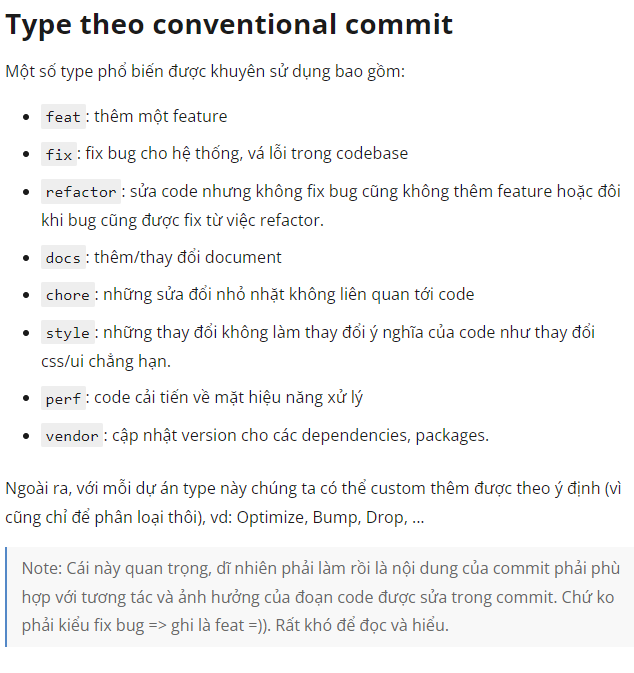 Type theo conventional commit
Một số type phổ biến được khuyên sử dụng bao gồm:
feat: thêm một feature
fix: fix bug cho hệ thống, vá lỗi trong codebase
refactor: sửa code nhưng không fix bug cũng không thêm feature hoặc đôi
khi bug cũng được fix từ việc refactor.
docs: thêm/thay đổi document
chore: những sửa đổi nhỏ nhặt không liên quan tới code
style: những thay đổi không làm thay đổi ý nghĩa của code như thay đổi
css/ui chẳng hạn.
perf: code cải tiến về mặt hiệu năng xử lý
vendor: cập nhật version cho các dependencies, packages.
Ngoài ra, với mỗi dự án type này chúng ta có thể custom thêm được theo ý định (vì
cũng chỉ để phân loại thôi), vd: Optimize, Bump, Drop, ...
Note: Cái này quan trọng, dĩ nhiên phải làm rồi là nội dung của commit phải phù
hợp với tương tác và ảnh hưởng của đoạn code được sửa trong commit. Chứ ko
phải kiểu fix bug => ghi là feat =)). Rất khó để đọc và hiểu.